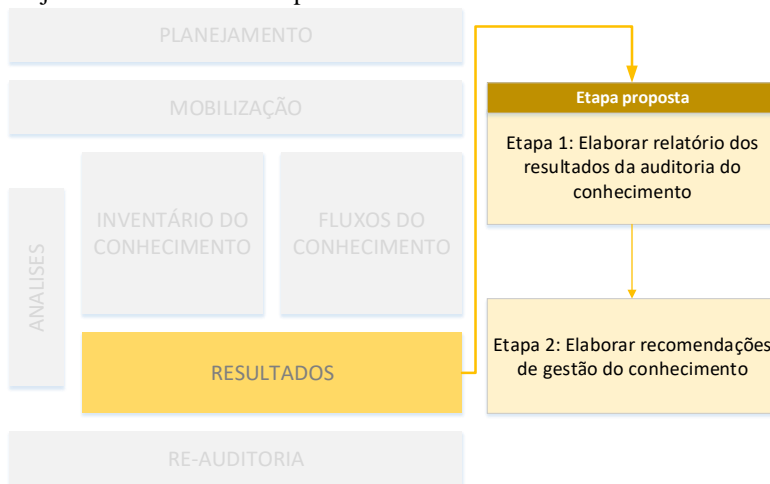 PLANEJAMENTO
MOBILIZAÇÃO
ANALISES
INVENTÁRIO DO
CONHECIMENTO
FLUXOS DO
CONHECIMENTO
RESULTADOS
RE-AUDITORIA
Etapa proposta
Etapa 1: Elaborar relatório dos
resultados da auditoria do
conhecimento
Etapa 2: Elaborar recomendações
de gestão do conhecimento